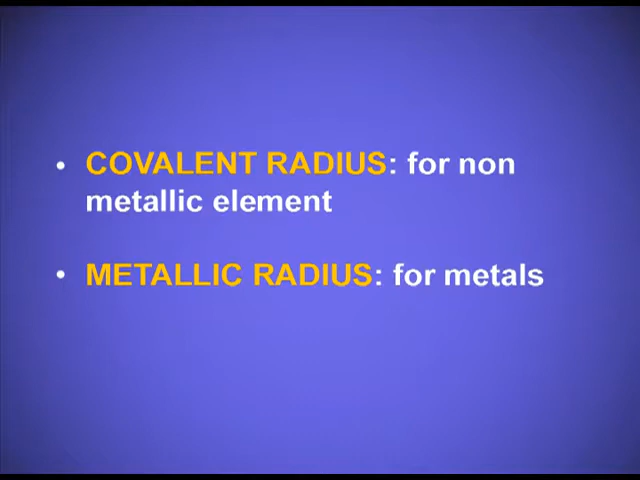 • COVALENT RADIUS: for non
metallic element
• METALLIC RADIUS: for metals